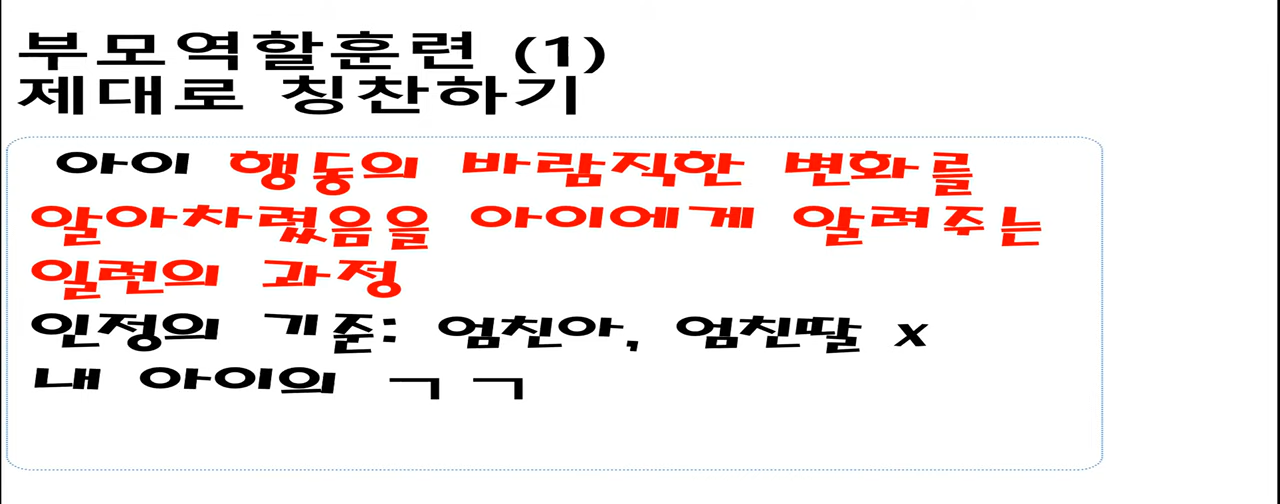 부모역할훈련 (1)
제대로 칭찬하기
아이 행동의 바람직한 변화를
알아차렸음을 아이에게 알려주는
일련의 과정
인정의 기준: 엄친아, 엄친딸 x
내 아이의 ㄱ ㄱ